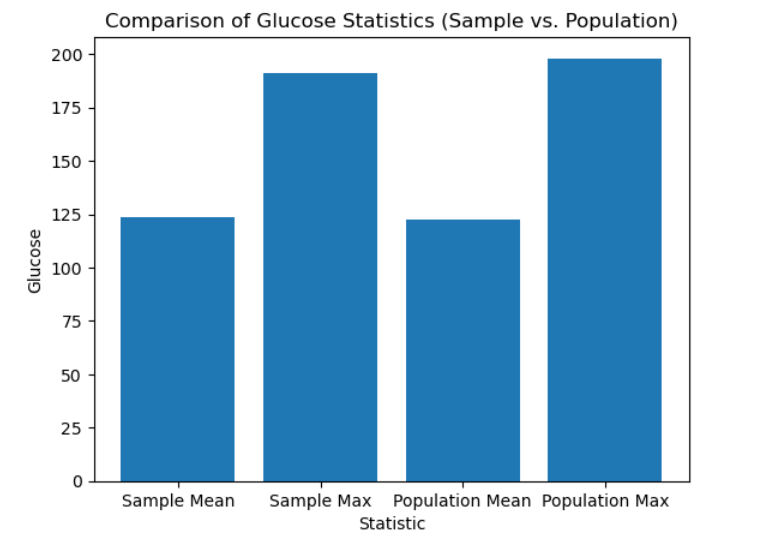 Comparison of Glucose Statistics (Sample vs. Population)
200
175
150
125
100
75
50
25
0
Glucose
Sample Mean Sample Max Population Mean Population Max
Statistic